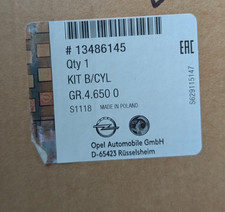 # 13486145
Qty 1
KIT B/CYL
GR.4.650 0
S1118 MADE IN POLAND
Opel Automobile GmbH
D-65423 Rüsselsheim
EAC
5629115147